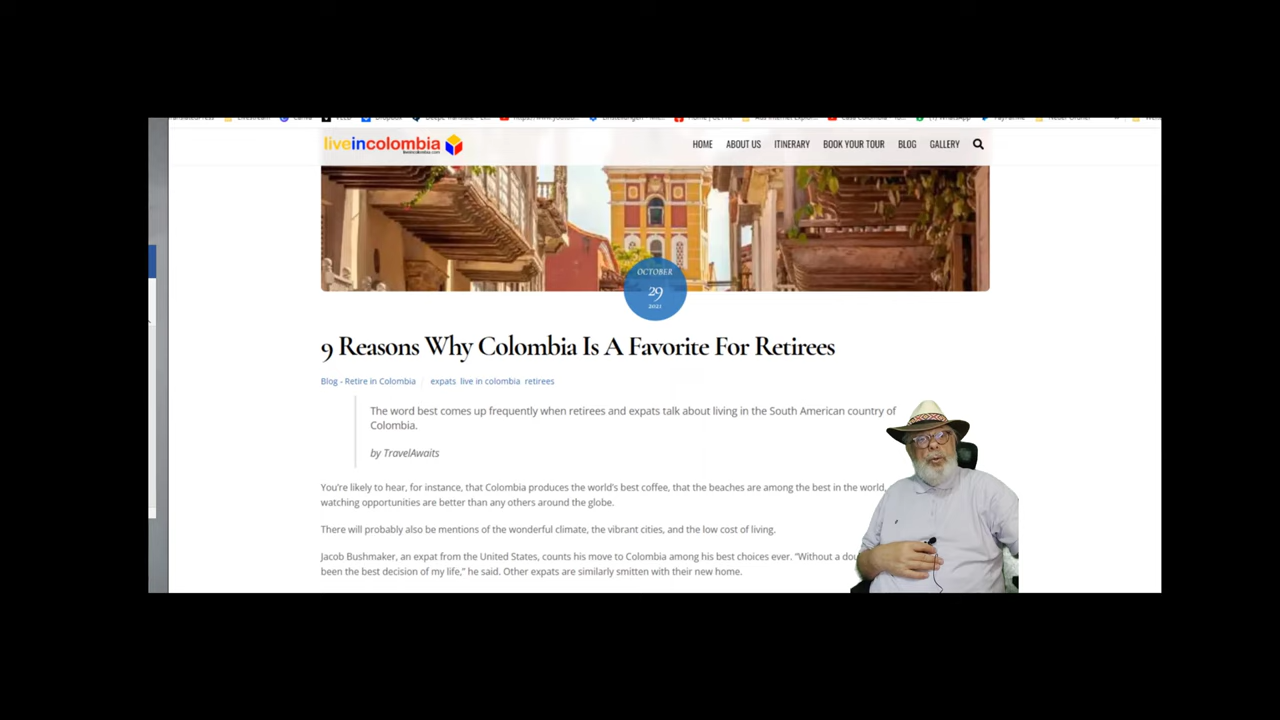 Livestream
Canva
Dropbox
WhatsApp
liveincolombia
HOME ABOUT US ITINERARY BOOK YOUR TOUR BLOG GALLERY
OCTOBER
29
9 Reasons Why Colombia Is A Favorite For Retirees
Blog - Retire in Colombia / expats live in colombia retirees
The word best comes up frequently when retirees and expats talk about living in the South American country of
Colombia.
by TravelAwaits
You're likely to hear, for instance, that Colombia produces the world's best coffee, that the beaches are among the best in the world,
watching opportunities are better than any others around the globe.
There will probably also be mentions of the wonderful climate, the vibrant cities, and the low cost of living.
Jacob Bushmaker, an expat from the United States, counts his move to Colombia among his best choices ever. "Without a dou
been the best decision of my life," he said. Other expats are similarly smitten with their new home.